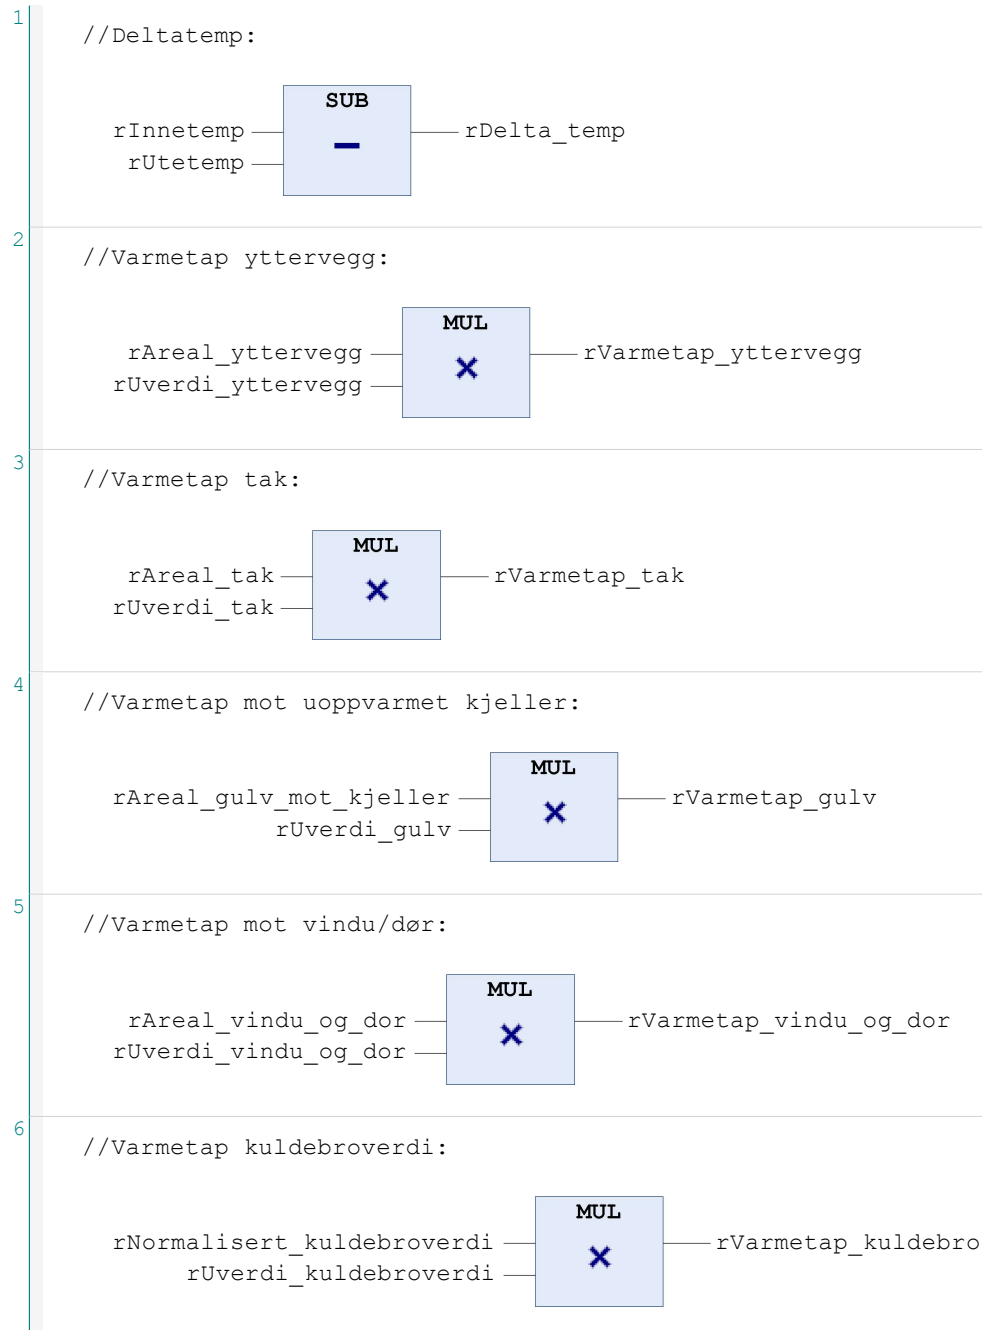 1
//Deltatemp:
SUB
rInnetemp
rDelta_temp
rUtetemp
2
//Varmetap yttervegg:
MUL
rAreal_yttervegg
rVarmetap_yttervegg
rUverdi_yttervegg
3
//Varmetap tak:
MUL
rAreal_tak
rVarmetap_tak
rUverdi_tak
4
//Varmetap mot uoppvarmet kjeller:
MUL
rAreal_gulv_mot_kjeller
rVarmetap_gulv
rUverdi_gulv
5
//Varmetap mot vindu/dør:
MUL
rAreal_vindu_og_dor
rVarmetap_vindu_og_dor
rUverdi_vindu_og_dor
6
//Varmetap kuldebroverdi:
MUL
rNormalisert_kuldebroverdi
rVarmetap_kuldebro
rUverdi_kuldebroverdi